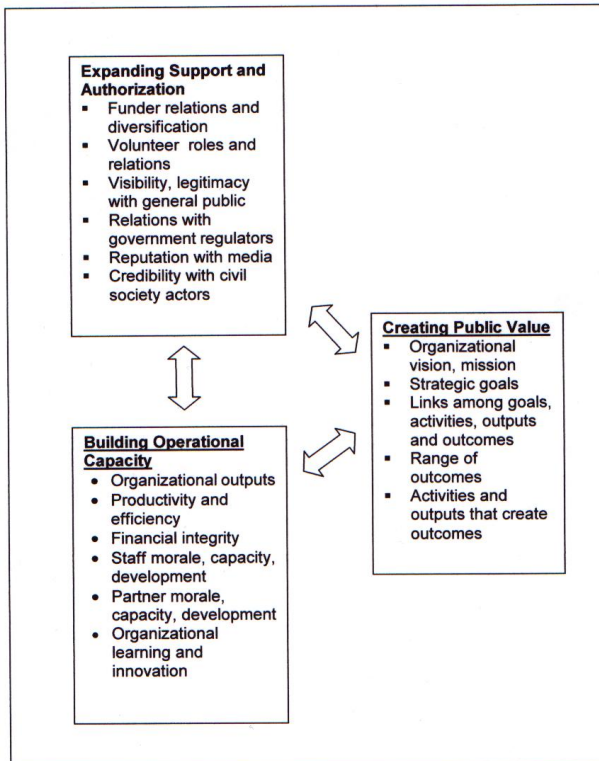 Expanding Support and
Authorization
▪ Funder relations and
diversification
▪ Volunteer roles and
relations
▪ Visibility, legitimacy
with general public
▪ Relations with
government regulators
▪ Reputation with media
▪ Credibility with civil
society actors
Creating Public Value
▪ Organizational
vision, mission
▪ Strategic goals
▪ Links among goals,
activities, outputs
and outcomes
▪ Range of
outcomes
▪ Activities and
outputs that create
outcomes
Building Operational
Capacity
• Organizational outputs
• Productivity and
efficiency
• Financial integrity
• Staff morale, capacity,
development
• Partner morale,
capacity, development
• Organizational
learning and
innovation